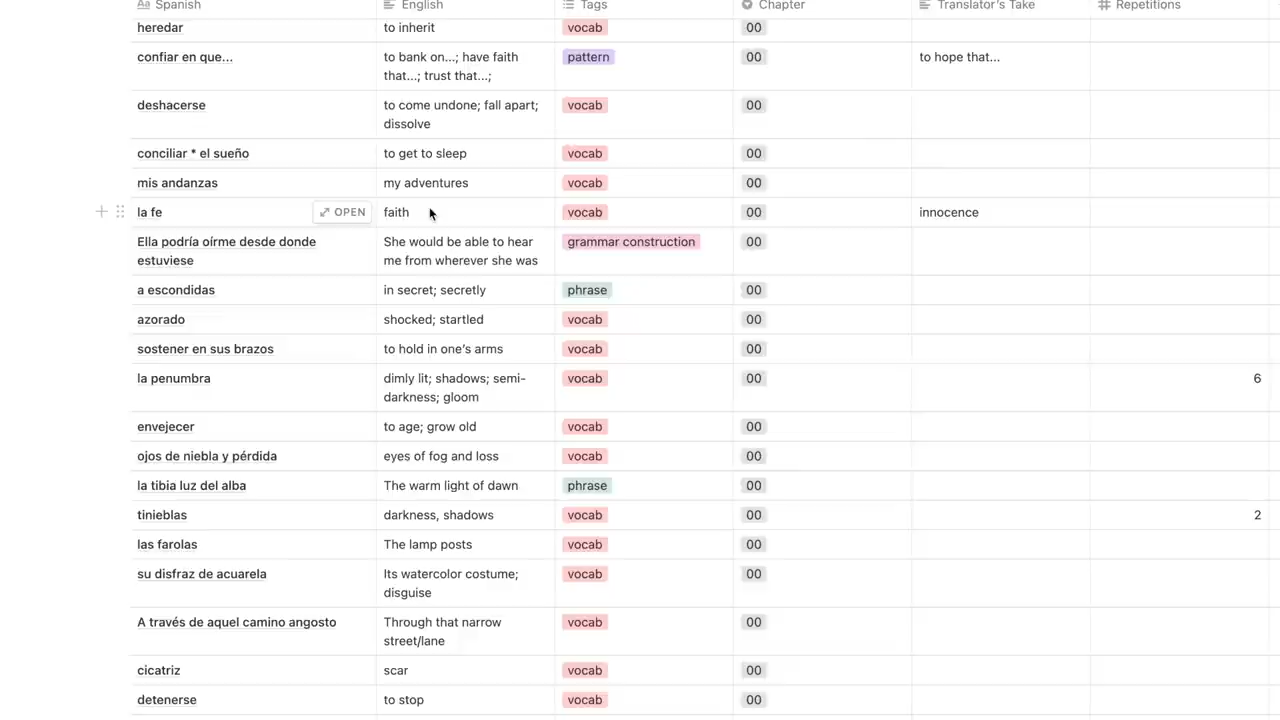 Aa Spanish English Tags Chapter Translator's Take # Repetitions
heredar to inherit vocab 00
confiar en que... to bank on...; have faith pattern 00 to hope that...
that...; trust that...;
deshacerse to come undone; fall apart; vocab 00
dissolve
conciliar * el sueño to get to sleep vocab 00
mis andanzas my adventures vocab 00
la fe OPEN faith vocab 00 innocence
Ella podría oírme desde donde She would be able to hear grammar construction 00
estuviese me from wherever she was
a escondidas in secret; secretly phrase 00
azorado shocked; startled vocab 00
sostener en sus brazos to hold in one's arms vocab 00
la penumbra dimly lit; shadows; semi- vocab 00 6
darkness; gloom
envejecer to age; grow old vocab 00
ojos de niebla y pérdida eyes of fog and loss vocab 00
la tibia luz del alba The warm light of dawn phrase 00
tinieblas darkness, shadows vocab 00 2
las farolas The lamp posts vocab 00
su disfraz de acuarela Its watercolor costume; vocab 00
disguise
A través de aquel camino angosto Through that narrow vocab 00
street/lane
cicatriz scar vocab 00
detenerse to stop vocab 00